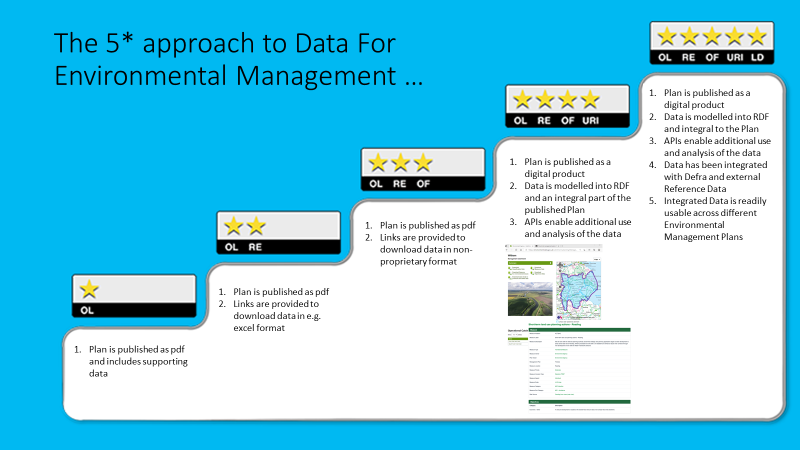 The 5* approach to Data For
Environmental Management ...
OL RE OF URI LD
1. Plan is published as a
digital product
2. Data is modelled into RDF
and integral to the Plan
3. APIs enable additional use
and analysis of the data
4. Data has been integrated
with Defra and external
Reference Data
5. Integrated Data is readily
usable across different
Environmental
Management Plans
OL RE OF URI
1. Plan is published as a
digital product
2. Data is modelled into RDF
and an integral part of the
published Plan
3. APIs enable additional use
and analysis of the data
OL RE OF
1. Plan is published as pdf
2. Links are provided to
download data in non-
proprietary format
OL RE
1. Plan is published as pdf
2. Links are provided to
download data in e.g.
excel format
OL
1. Plan is published as pdf
and includes supporting
data